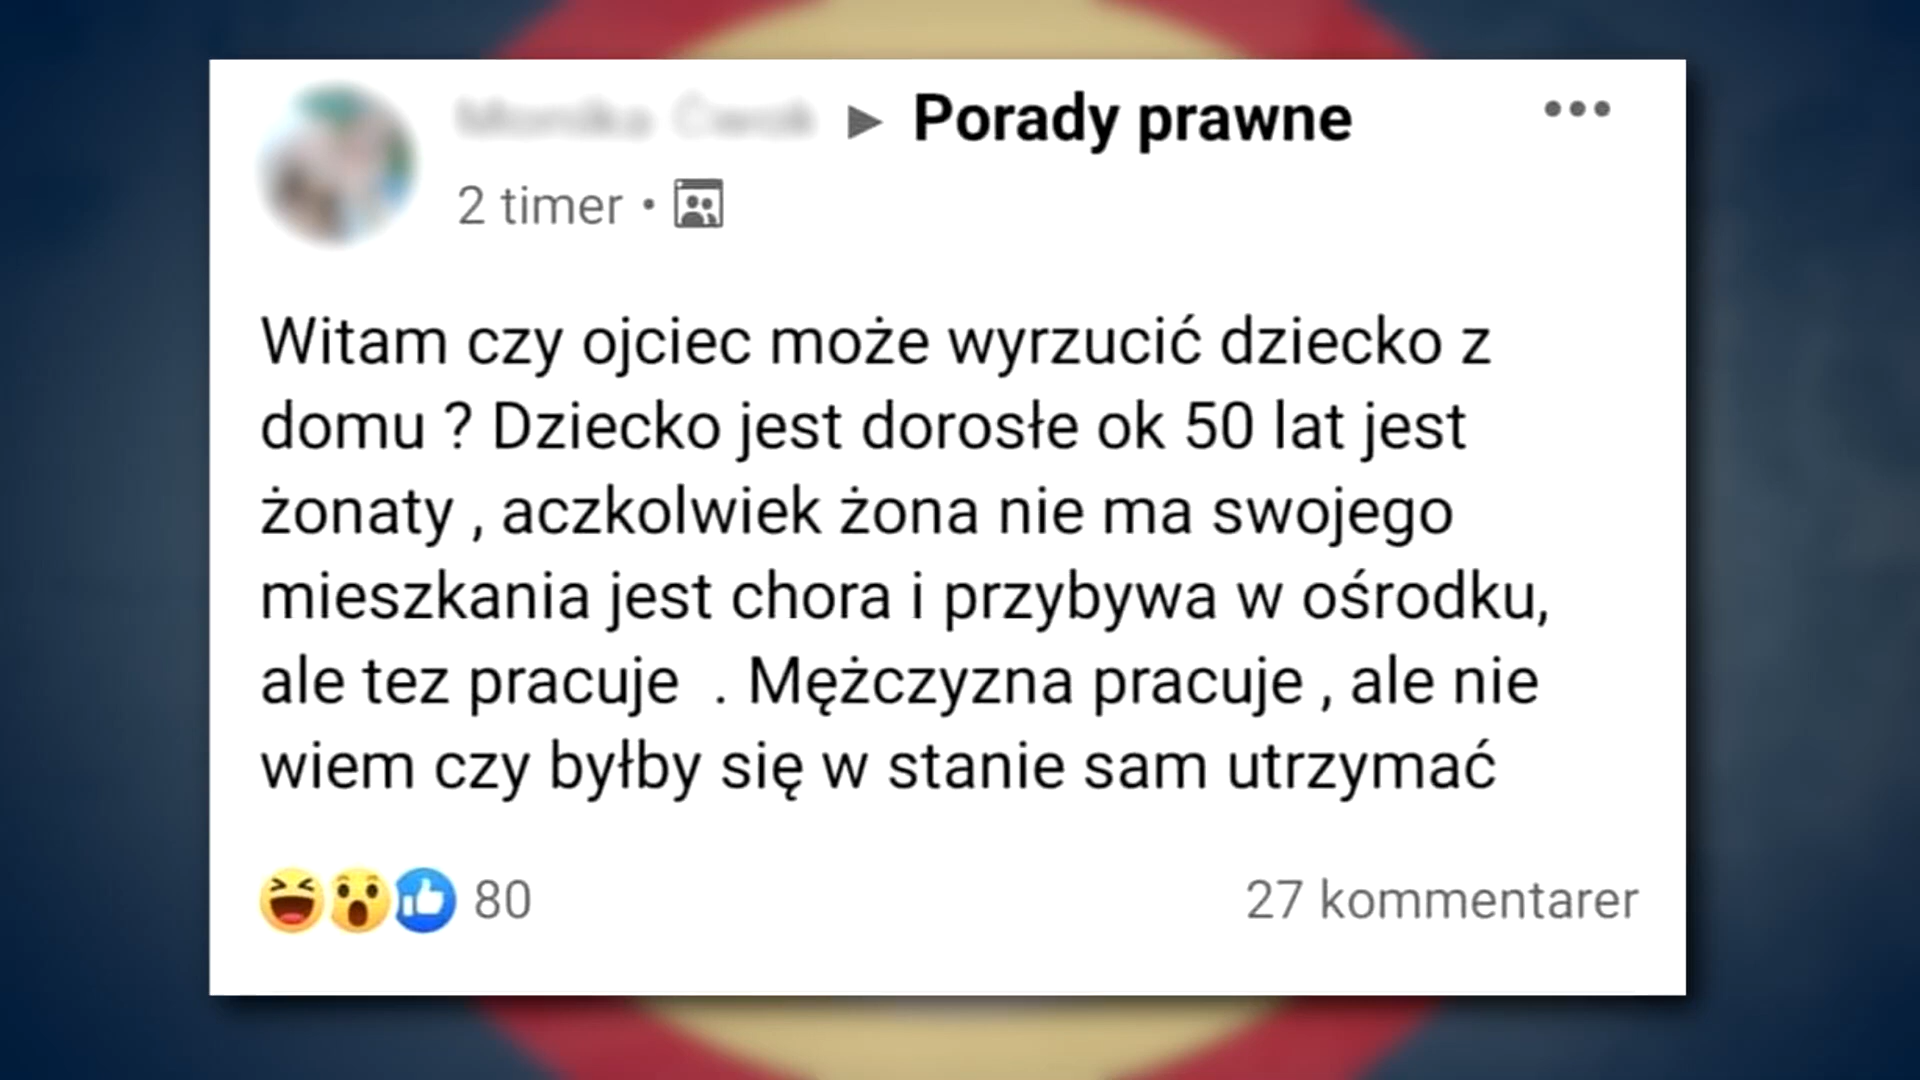 Porady prawne
2 timer
Witam czy ojciec może wyrzucić dziecko z
domu ? Dziecko jest dorosłe ok 50 lat jest
żonaty , aczkolwiek żona nie ma swojego
mieszkania jest chora i przybywa w ośrodku,
ale tez pracuje . Mężczyzna pracuje , ale nie
wiem czy byłby się w stanie sam utrzymać
80
27 kommentarer